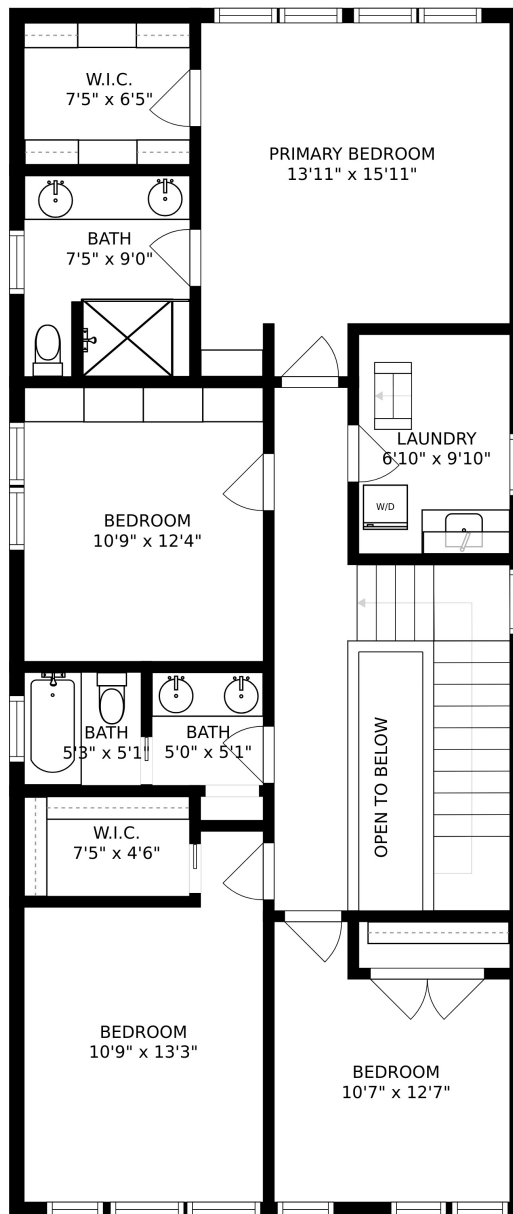 W.I.C.
7'5" x 6'5"
PRIMARY BEDROOM
13'11" x 15'11"
BATH
7'5" x 9'0"
LAUNDRY
6'10" x 9'10"
W/D
BEDROOM
10'9" x 12'4"
BATH
5'3" x 5'1"
BATH
5'0" x 5'1"
OPEN TO BELOW
W.I.C.
7'5" x 4'6"
BEDROOM
10'9" x 13'3"
BEDROOM
10'7" x 12'7"